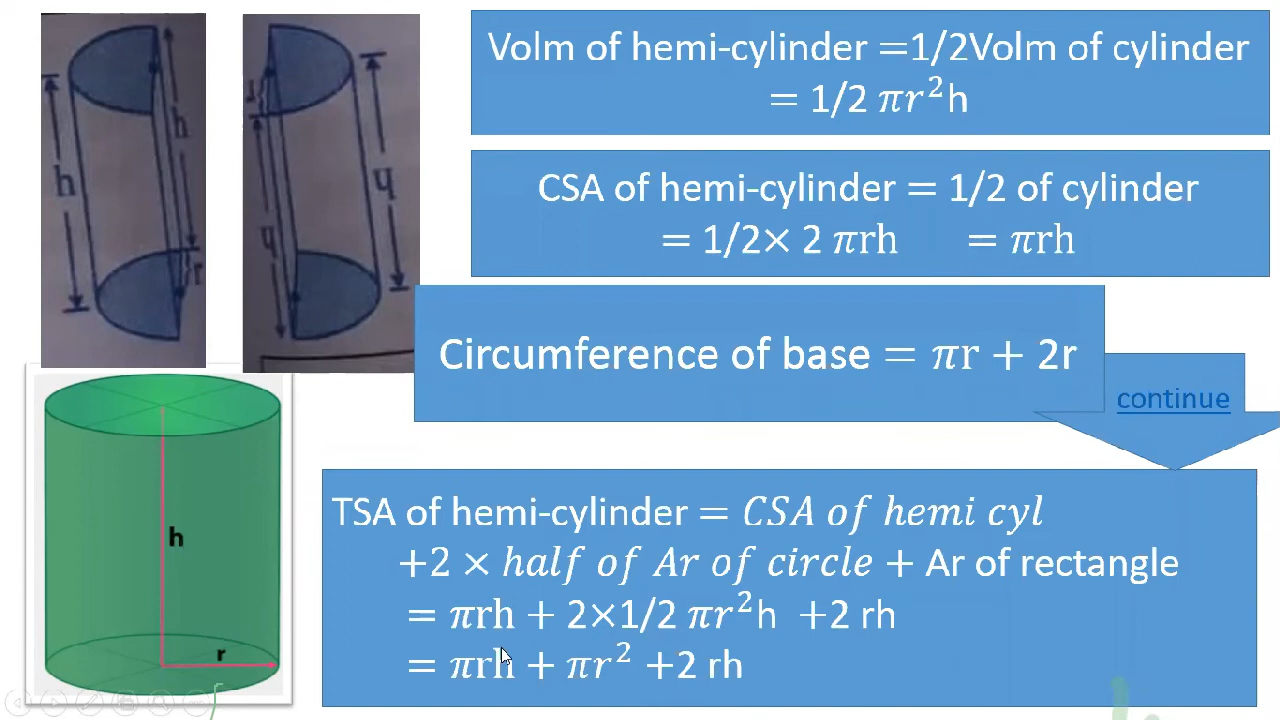 Volm of hemi-cylinder =1/2Volm of cylinder
= 1/2 πr²h
CSA of hemi-cylinder = 1/2 of cylinder
= 1/2× 2 πrh = πrh
Circumference of base = πr + 2r
continue
TSA of hemi-cylinder = CSA of hemi cyl
+2 × half of Ar of circle + Ar of rectangle
= πrh + 2×1/2 πr²h +2 rh
= πrh + πr² +2 rh
h
h
r
h
r